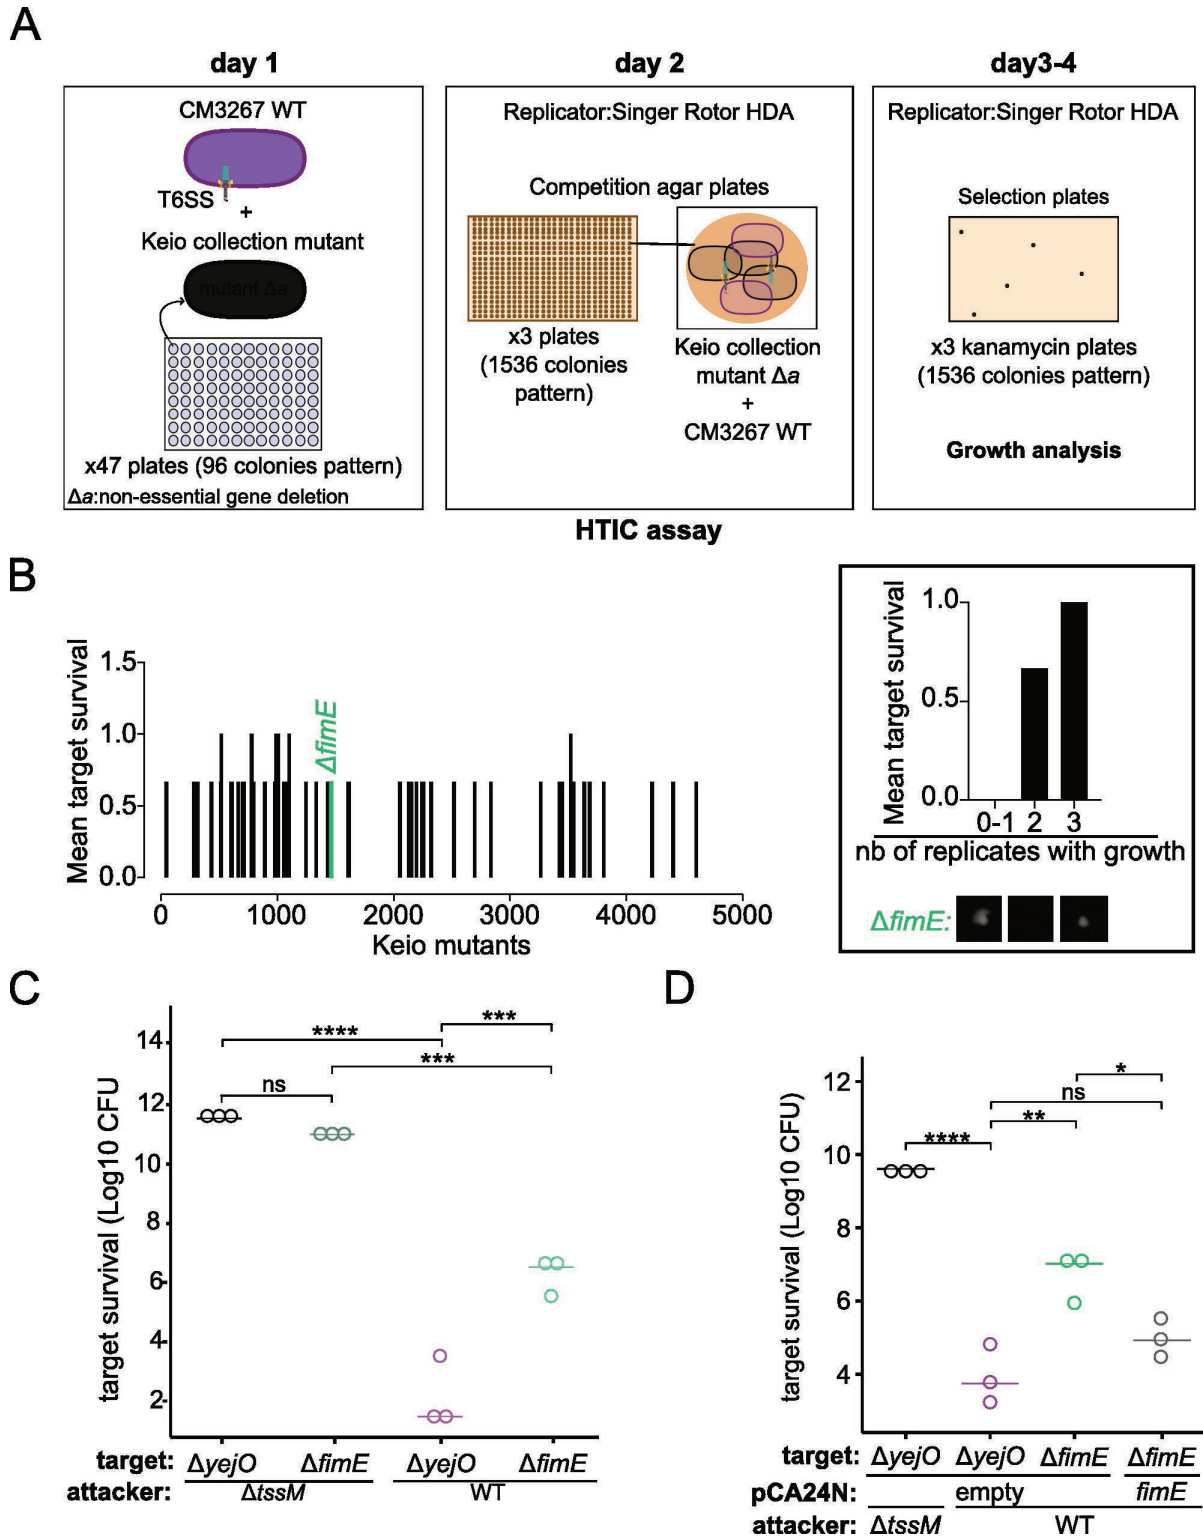 A
day 1
day 2
day3-4
CM3267 WT
T6SS
+
Keio collection mutant
mutant Δa
x47 plates (96 colonies pattern)
Δa:non-essential gene deletion
Replicator:Singer Rotor HDA
Competition agar plates
x3 plates
(1536 colonies
pattern)
Keio collection
mutant Δa
+
CM3267 WT
Replicator:Singer Rotor HDA
Selection plates
x3 kanamycin plates
(1536 colonies pattern)
Growth analysis
HTIC assay
B
Mean target survival
1.5
1.0
0.5
0.0
ΔfimE
0 1000 2000 3000 4000 5000
Keio mutants
Mean target survival
1.0
0.5
0.0
0-1 2 3
nb of replicates with growth
ΔfimE:
C
target survival (Log10 CFU)
14
12
10
8
6
4
2
****
***
***
ns
target: ΔyejO ΔfimE ΔyejO ΔfimE
attacker: ΔtssM WT
D
target survival (Log10 CFU)
12
10
8
6
4
*
ns
**
****
target: ΔyejO ΔyejO ΔfimE ΔfimE
pCA24N: empty fimE
attacker: ΔtssM WT